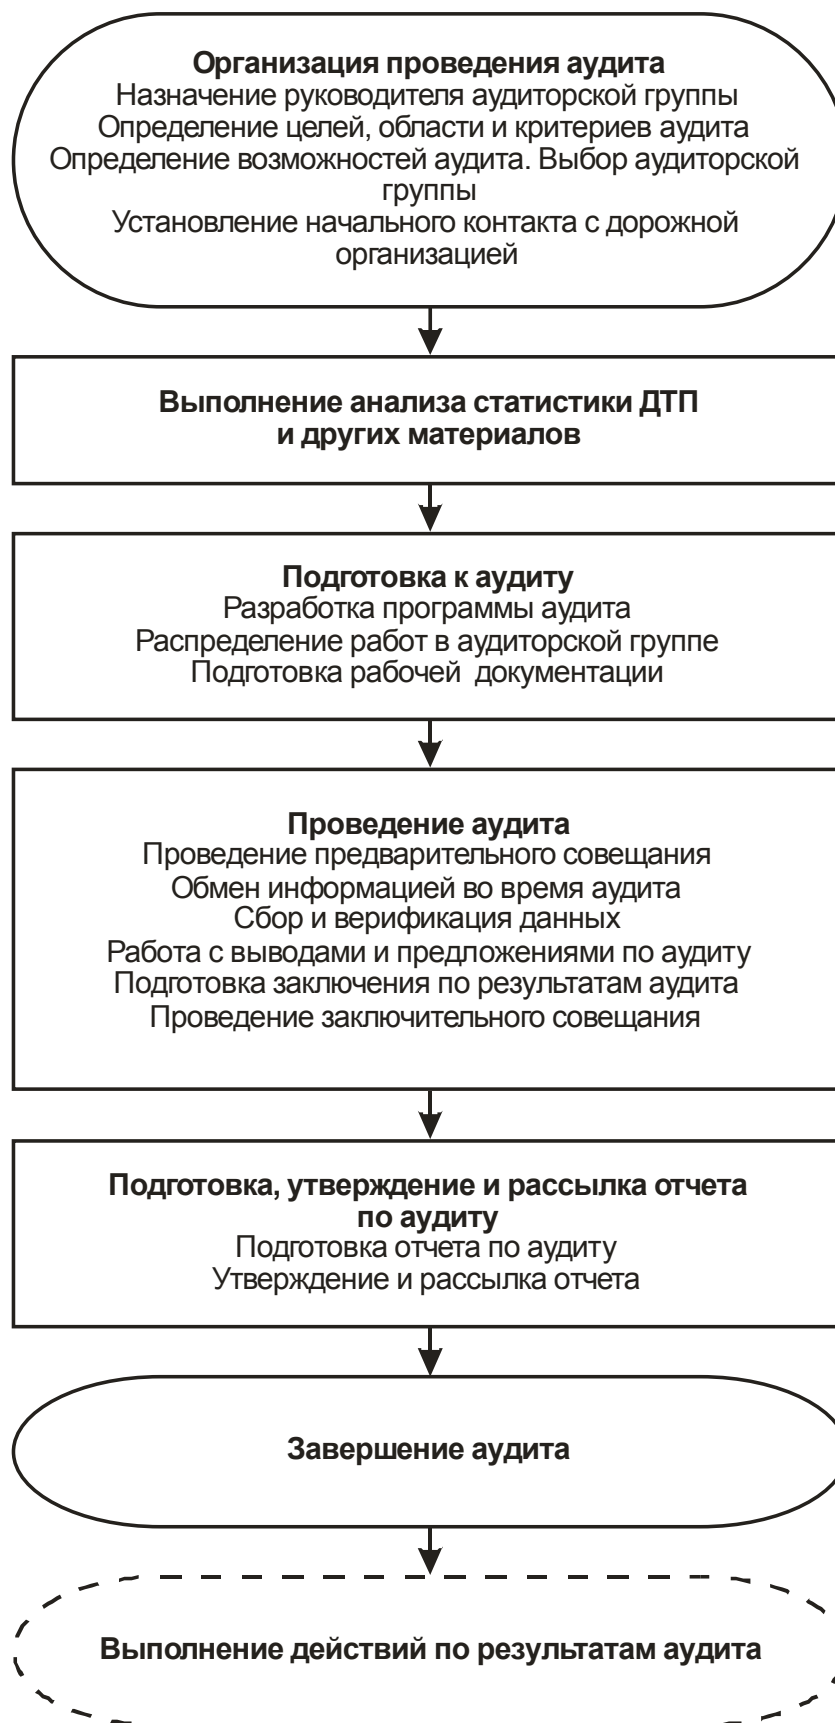 Организация проведения аудита
Назначение руководителя аудиторской группы
Определение целей, области и критериев аудита
Определение возможностей аудита. Выбор аудиторской
группы
Установление начального контакта с дорожной
организацией
Выполнение анализа статистики ДТП
и других материалов
Подготовка к аудиту
Разработка программы аудита
Распределение работ в аудиторской группе
Подготовка рабочей документации
Проведение аудита
Проведение предварительного совещания
Обмен информацией во время аудита
Сбор и верификация данных
Работа с выводами и предложениями по аудиту
Подготовка заключения по результатам аудита
Проведение заключительного совещания
Подготовка, утверждение и рассылка отчета
по аудиту
Подготовка отчета по аудиту
Утверждение и рассылка отчета
Завершение аудита
Выполнение действий по результатам аудита